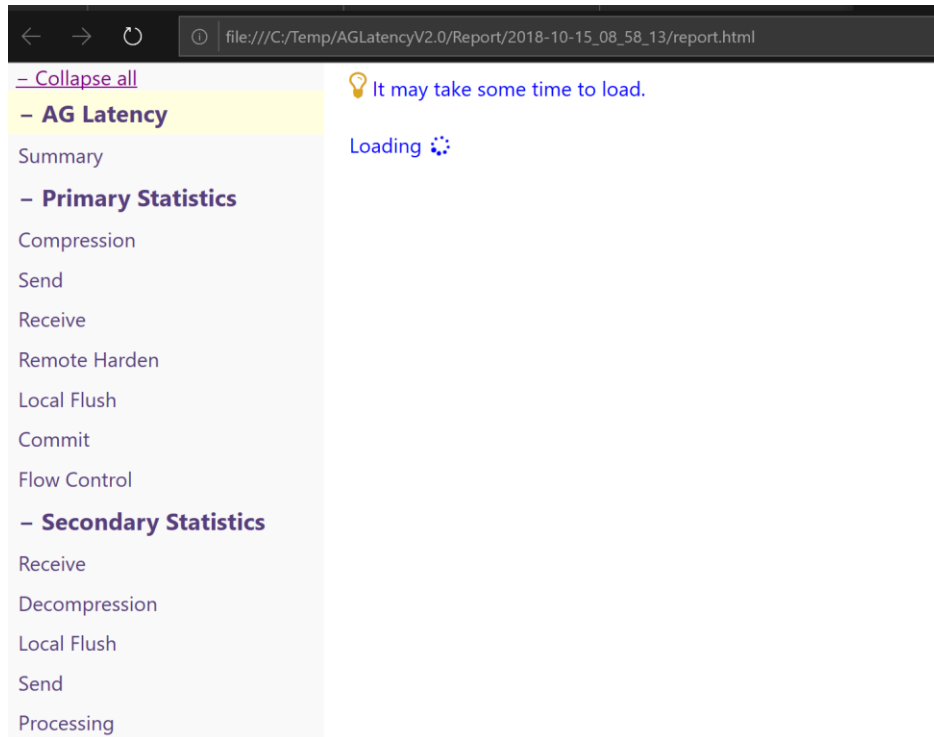 file:///C:/Temp/AGLatencyV2.0/Report/2018-10-15_08_58_13/report.html
– Collapse all
– AG Latency
Summary
– Primary Statistics
Compression
Send
Receive
Remote Harden
Local Flush
Commit
Flow Control
– Secondary Statistics
Receive
Decompression
Local Flush
Send
Processing
It may take some time to load.
Loading